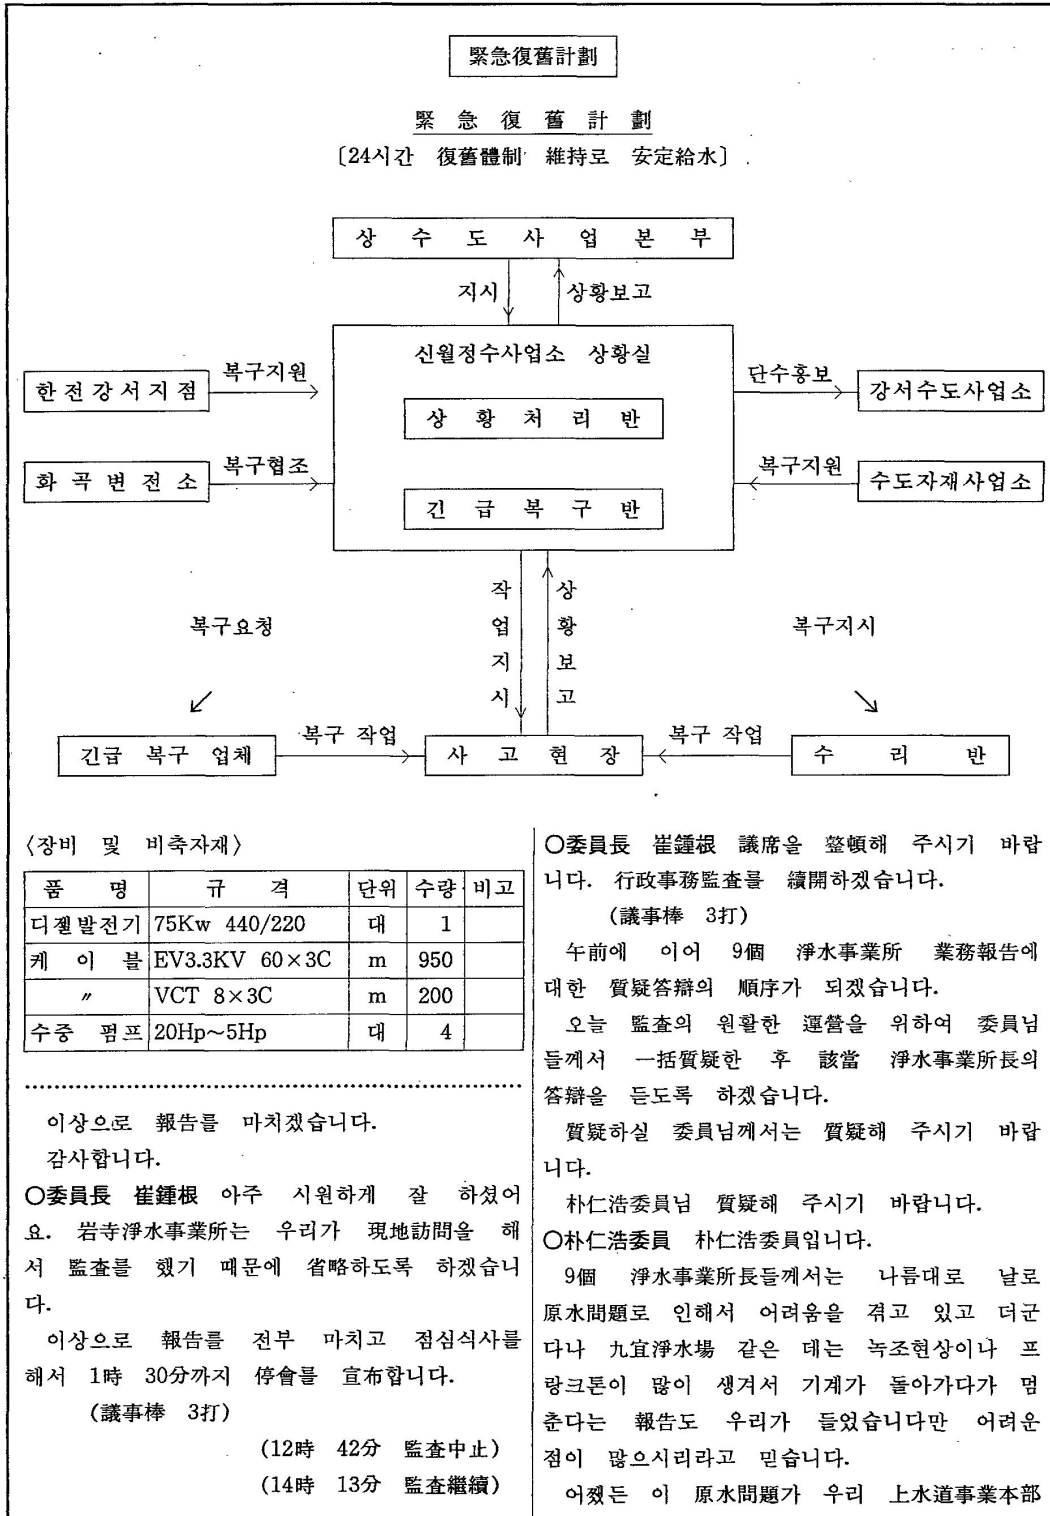 緊急復舊計劃
緊 急 復 舊 計 劃
〔24시간 復舊體制 維持로 安定給水〕
상 수 도 사 업 본 부
지시 상황보고
신월정수사업소 상황실
한전강서지점 복구지원 단수홍보 강서수도사업소
상 황 처 리 반
화 곡 변 전 소 복구협조 복구지원 수도자재사업소
긴 급 복 구 반
작업지시 상황보고
복구요청 복구지시
긴급 복구 업체 복구 작업 사 고 현 장 복구 작업 수 리 반
〈장비 및 비축자재〉
품 명 규 격 단위 수량 비고
디젤발전기 75Kw 440/220 대 1
케 이 블 EV3.3KV 60×3C m 950
〃 VCT 8×3C m 200
수중 펌프 20Hp~5Hp 대 4
이상으로 報告를 마치겠습니다.
감사합니다.
○委員長 崔鍾根 아주 시원하게 잘 하셨어
요. 岩寺淨水事業所는 우리가 現地訪問을 해
서 監査를 했기 때문에 省略하도록 하겠습니
다.
이상으로 報告를 전부 마치고 점심식사를
해서 1時 30分까지 停會를 宣布합니다.
(議事棒 3打)
(12時 42分 監査中止)
(14時 13分 監査繼續)
○委員長 崔鍾根 議席을 整頓해 주시기 바랍
니다. 行政事務監査를 續開하겠습니다.
(議事棒 3打)
午前에 이어 9個 淨水事業所 業務報告에
대한 質疑答辯의 順序가 되겠습니다.
오늘 監査의 원활한 運營을 위하여 委員님
들께서 一括質疑한 후 該當 淨水事業所長의
答辯을 듣도록 하겠습니다.
質疑하실 委員님께서는 質疑해 주시기 바랍
니다.
朴仁浩委員님 質疑해 주시기 바랍니다.
○朴仁浩委員 朴仁浩委員입니다.
9個 淨水事業所長들께서는 나름대로 날로
原水問題로 인해서 어려움을 겪고 있고 더군
다나 九宜淨水場 같은 데는 녹조현상이나 프
랑크톤이 많이 생겨서 기계가 돌아가다가 멈
춘다는 報告도 우리가 들었습니다만 어려운
점이 많으시리라고 믿습니다.
어쨌든 이 原水問題가 우리 上水道事業本部